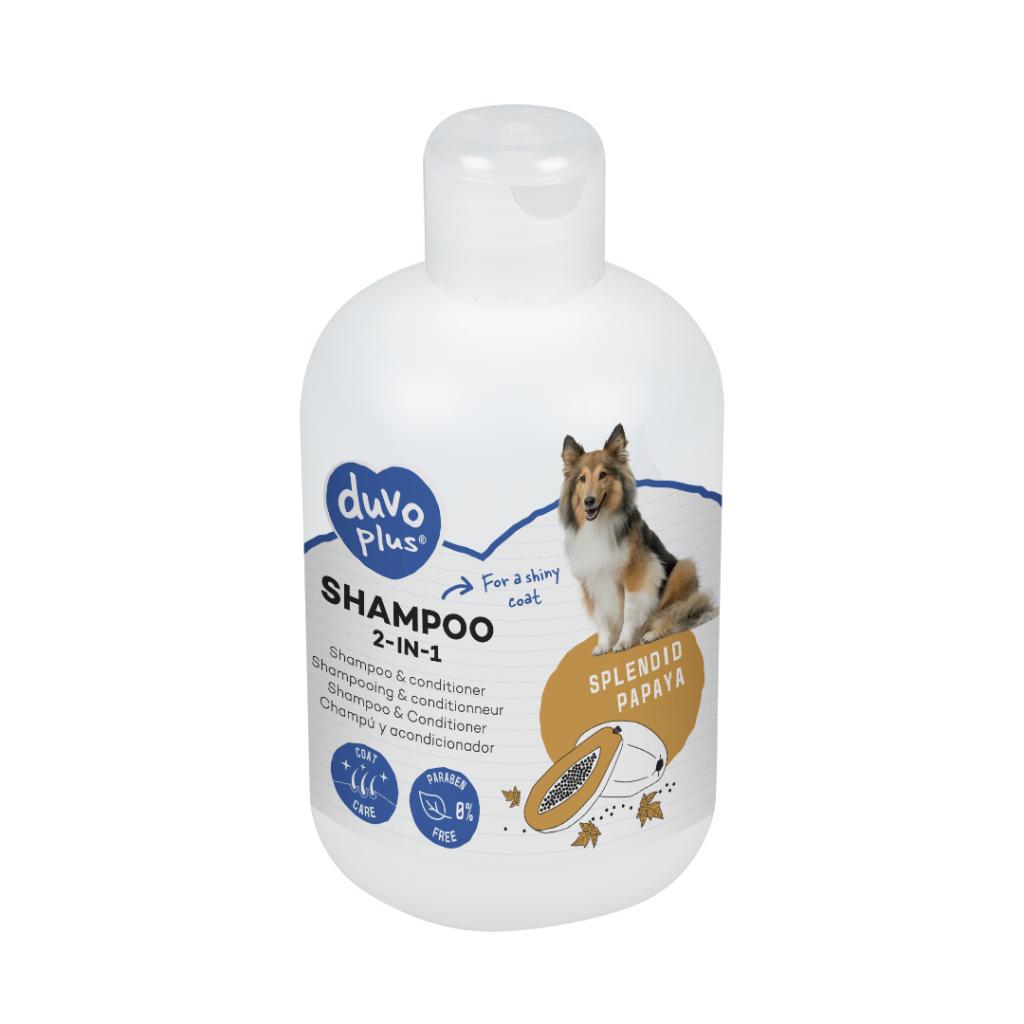 duvo
plus®
For a shiny
coat
SHAMPOO
2-IN-1
Shampoo & conditioner
Shampooing & conditionneur
Shampoo & Conditioner
Champú y acondicionador
SPLENDID
PAPAYA
COAT
CARE
PARABEN
0%
FREE